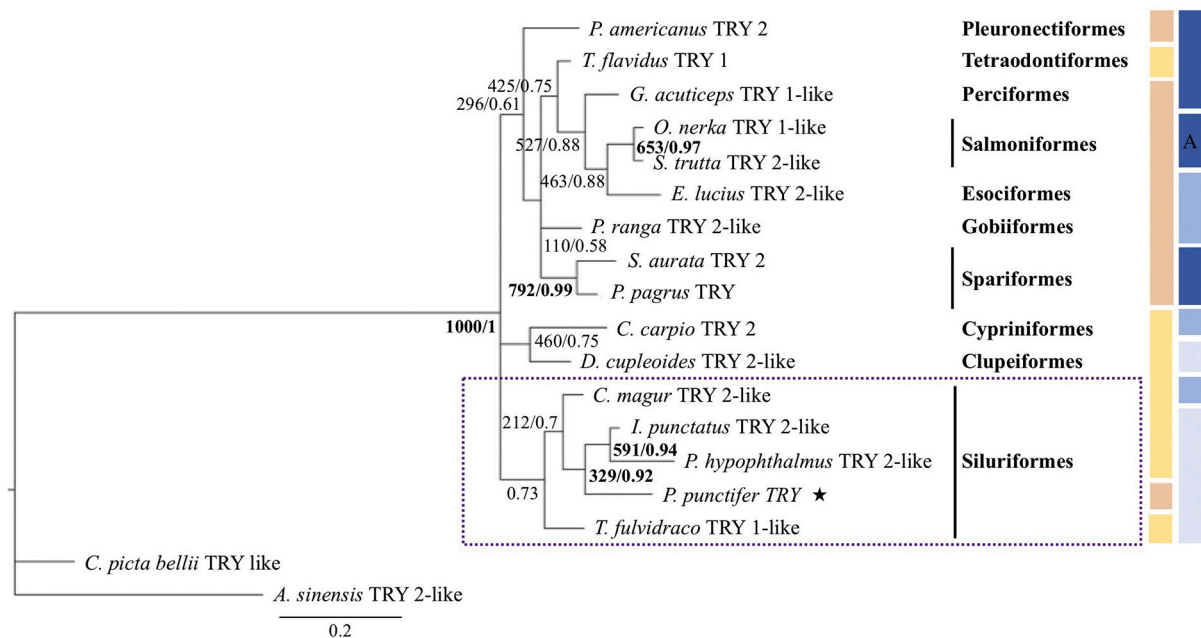 P. americanus TRY 2 Pleuronectiformes
T. flavidus TRY 1 Tetraodontiformes
425/0.75
296/0.61
G. acuticeps TRY 1-like Perciformes
O. nerka TRY 1-like
527/0.88 653/0.97 Salmoniformes A
S. trutta TRY 2-like
463/0.88
E. lucius TRY 2-like Esociformes
P. ranga TRY 2-like Gobiiformes
110/0.58
S. aurata TRY 2
Spariformes
792/0.99 P. pagrus TRY
1000/1 C. carpio TRY 2 Cypriniformes
460/0.75
D. cupleoides TRY 2-like Clupeiformes
C. magur TRY 2-like
212/0.7
I. punctatus TRY 2-like
591/0.94
P. hypophthalmus TRY 2-like Siluriformes
329/0.92
0.73 P. punctifer TRY ★
T. fulvidraco TRY 1-like
C. picta bellii TRY like
A. sinensis TRY 2-like
0.2